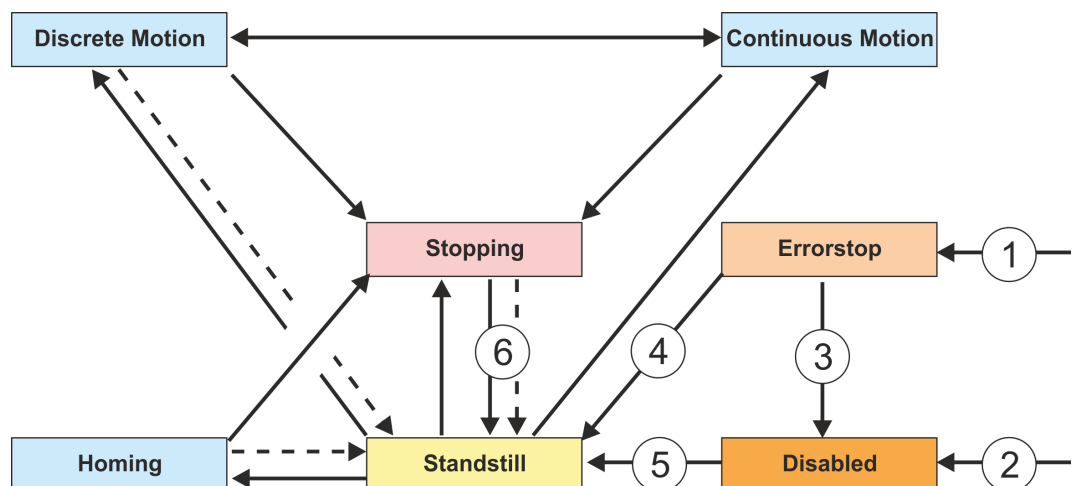 Discrete Motion
Continuous Motion
Stopping
Errorstop
1
6
4
3
Homing
Standstill
5
Disabled
2